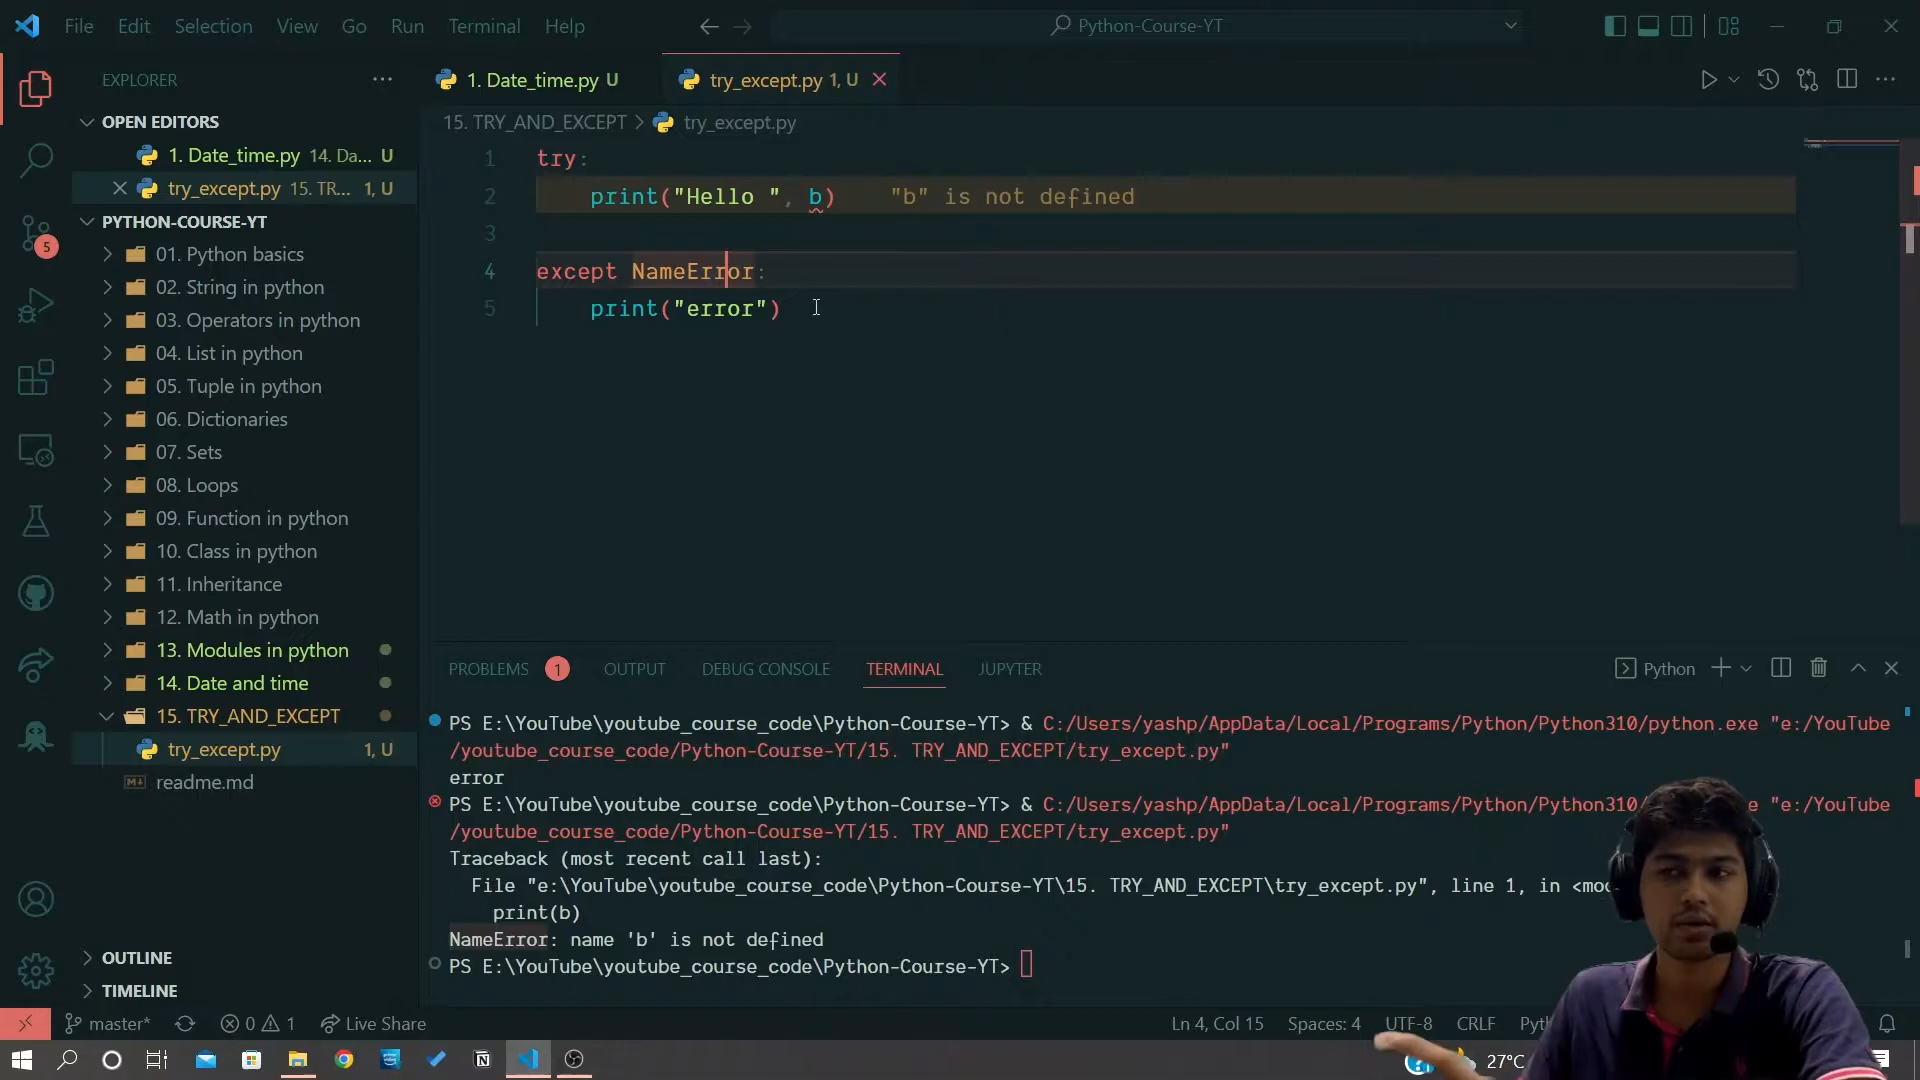 File Edit Selection View Go Run Terminal Help
Python-Course-YT
EXPLORER
1. Date_time.py U
try_except.py 1, U
OPEN EDITORS
1. Date_time.py 14. Da... U
try_except.py 15. TR... 1, U
PYTHON-COURSE-YT
01. Python basics
02. String in python
03. Operators in python
04. List in python
05. Tuple in python
06. Dictionaries
07. Sets
08. Loops
09. Function in python
10. Class in python
11. Inheritance
12. Math in python
13. Modules in python
14. Date and time
15. TRY_AND_EXCEPT
try_except.py 1, U
readme.md
OUTLINE
TIMELINE
5
15. TRY_AND_EXCEPT > try_except.py
1 try:
2 print("Hello ", b) "b" is not defined
3
4 except NameError:
5 print("error")
PROBLEMS 1 OUTPUT DEBUG CONSOLE TERMINAL JUPYTER
Python
PS E:\YouTube\youtube_course_code\Python-Course-YT> & C:/Users/yashp/AppData/Local/Programs/Python/Python310/python.exe "e:/YouTube
/youtube_course_code/Python-Course-YT/15. TRY_AND_EXCEPT/try_except.py"
error
PS E:\YouTube\youtube_course_code\Python-Course-YT> & C:/Users/yashp/AppData/Local/Programs/Python/Python310/ e "e:/YouTube
/youtube_course_code/Python-Course-YT/15. TRY_AND_EXCEPT/try_except.py"
Traceback (most recent call last):
File "e:\YouTube\youtube_course_code\Python-Course-YT\15. TRY_AND_EXCEPT\try_except.py", line 1, in <mo
print(b)
NameError: name 'b' is not defined
PS E:\YouTube\youtube_course_code\Python-Course-YT>
master* 0 1 Live Share
Ln 4, Col 15 Spaces: 4 UTF-8 CRLF Pyt
27°C